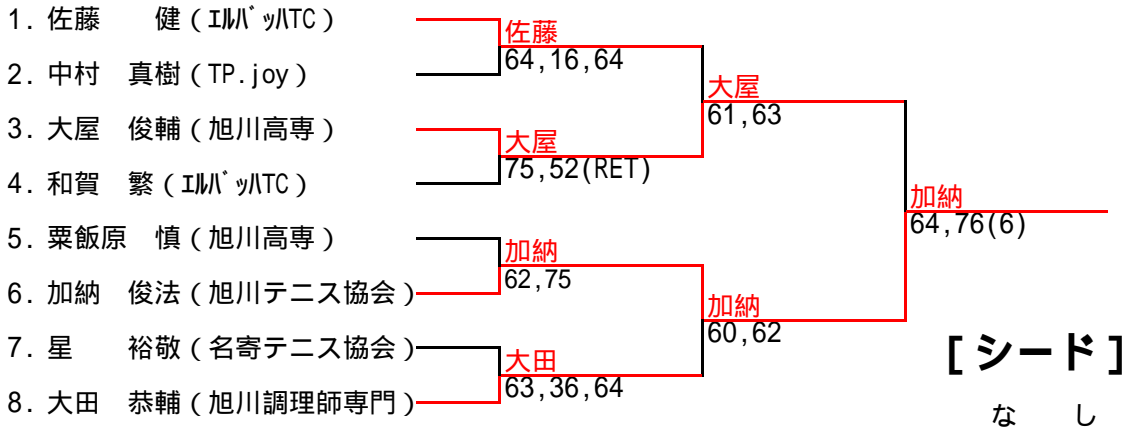 1. 佐藤　　健（ｴﾙﾊﾞｯﾊTC）
佐藤
64,16,64
2. 中村　真樹（TP.joy）
大屋
61,63
3. 大屋　俊輔（旭川高専）
大屋
75,52(RET)
4. 和賀　繁（ｴﾙﾊﾞｯﾊTC）
加納
64,76(6)
5. 粟飯原　慎（旭川高専）
加納
62,75
6. 加納　俊法（旭川テニス協会）
加納
60,62
7. 星　　裕敬（名寄テニス協会）
大田
63,36,64
8. 大田　恭輔（旭川調理師専門）
[シード]
な　し